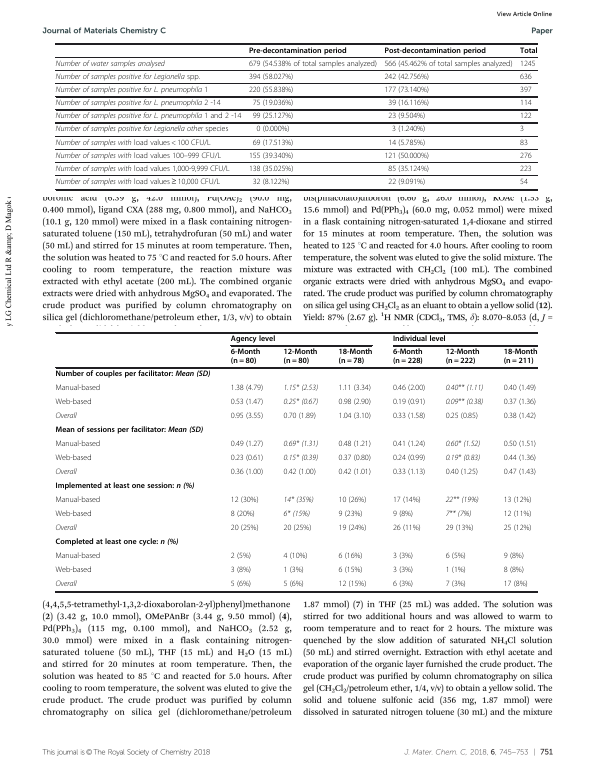 View Article Online
Journal of Materials Chemistry C
Paper
Pre-decontamination period Post-decontamination period Total
Number of water samples analysed 679 (54.538% of total samples analyzed) 566 (45.462% of total samples analyzed) 1245
Number of samples positive for Legionella spp. 394 (58.027%) 242 (42.756%) 636
Number of samples positive for L. pneumophila 1 220 (55.838%) 177 (73.140%) 397
Number of samples positive for L. pneumophila 2 -14 75 (19.036%) 39 (16.116%) 114
Number of samples positive for L. pneumophila 1 and 2 -14 99 (25.127%) 23 (9.504%) 122
Number of samples positive for Legionella other species 0 (0.000%) 3 (1.240%) 3
Number of samples with load values < 100 CFU/L 69 (17.513%) 14 (5.785%) 83
Number of samples with load values 100–999 CFU/L 155 (39.340%) 121 (50.000%) 276
Number of samples with load values 1,000-9,999 CFU/L 138 (35.025%) 85 (35.124%) 223
Number of samples with load values ≥ 10,000 CFU/L 32 (8.122%) 22 (9.091%) 54
boronic acid (6.39 g, 42.0 mmol), Pd(OAc)2 (90.0 mg,
0.400 mmol), ligand CXA (288 mg, 0.800 mmol), and NaHCO3
(10.1 g, 120 mmol) were mixed in a flask containing nitrogen-
saturated toluene (150 mL), tetrahydrofuran (50 mL) and water
(50 mL) and stirred for 15 minutes at room temperature. Then,
the solution was heated to 75 °C and reacted for 5.0 hours. After
cooling to room temperature, the reaction mixture was
extracted with ethyl acetate (200 mL). The combined organic
extracts were dried with anhydrous MgSO4 and evaporated. The
crude product was purified by column chromatography on
silica gel (dichloromethane/petroleum ether, 1/3, v/v) to obtain
bis(pinacolato)diboron (6.60 g, 26.0 mmol), KOAc (1.53 g,
15.6 mmol) and Pd(PPh3)4 (60.0 mg, 0.052 mmol) were mixed
in a flask containing nitrogen-saturated 1,4-dioxane and stirred
for 15 minutes at room temperature. Then, the solution was
heated to 125 °C and reacted for 4.0 hours. After cooling to room
temperature, the solvent was eluted to give the solid mixture. The
mixture was extracted with CH2Cl2 (100 mL). The combined
organic extracts were dried with anhydrous MgSO4 and evapo-
rated. The crude product was purified by column chromatography
on silica gel using CH2Cl2 as an eluant to obtain a yellow solid (12).
Yield: 87% (2.67 g). 1H NMR (CDCl3, TMS, δ): 8.070–8.053 (d, J =
y LG Chemical Ltd R &amp; D Magok
Agency level Individual level
6-Month 12-Month 18-Month 6-Month 12-Month 18-Month
(n = 80) (n = 80) (n = 78) (n = 228) (n = 222) (n = 211)
Number of couples per facilitator: Mean (SD)
Manual-based 1.38 (4.79) 1.15* (2.53) 1.11 (3.34) 0.46 (2.00) 0.40** (1.11) 0.40 (1.49)
Web-based 0.53 (1.47) 0.25* (0.67) 0.98 (2.90) 0.19 (0.91) 0.09** (0.38) 0.37 (1.36)
Overall 0.95 (3.55) 0.70 (1.89) 1.04 (3.10) 0.33 (1.58) 0.25 (0.85) 0.38 (1.42)
Mean of sessions per facilitator: Mean (SD)
Manual-based 0.49 (1.27) 0.69* (1.31) 0.48 (1.21) 0.41 (1.24) 0.60* (1.52) 0.50 (1.51)
Web-based 0.23 (0.61) 0.15* (0.39) 0.37 (0.80) 0.24 (0.99) 0.19* (0.83) 0.44 (1.36)
Overall 0.36 (1.00) 0.42 (1.00) 0.42 (1.01) 0.33 (1.13) 0.40 (1.25) 0.47 (1.43)
Implemented at least one session: n (%)
Manual-based 12 (30%) 14* (35%) 10 (26%) 17 (14%) 22** (19%) 13 (12%)
Web-based 8 (20%) 6* (15%) 9 (23%) 9 (8%) 7** (7%) 12 (11%)
Overall 20 (25%) 20 (25%) 19 (24%) 26 (11%) 29 (13%) 25 (12%)
Completed at least one cycle: n (%)
Manual-based 2 (5%) 4 (10%) 6 (16%) 3 (3%) 6 (5%) 9 (8%)
Web-based 3 (8%) 1 (3%) 6 (15%) 3 (3%) 1 (1%) 8 (8%)
Overall 5 (6%) 5 (6%) 12 (15%) 6 (3%) 7 (3%) 17 (8%)
(4,4,5,5-tetramethyl-1,3,2-dioxaborolan-2-yl)phenyl)methanone
(2) (3.42 g, 10.0 mmol), OMePAnBr (3.44 g, 9.50 mmol) (4),
Pd(PPh3)4 (115 mg, 0.100 mmol), and NaHCO3 (2.52 g,
30.0 mmol) were mixed in a flask containing nitrogen-
saturated toluene (50 mL), THF (15 mL) and H2O (15 mL)
and stirred for 20 minutes at room temperature. Then, the
solution was heated to 85 °C and reacted for 5.0 hours. After
cooling to room temperature, the solvent was eluted to give the
crude product. The crude product was purified by column
chromatography on silica gel (dichloromethane/petroleum
1.87 mmol) (7) in THF (25 mL) was added. The solution was
stirred for two additional hours and was allowed to warm to
room temperature and to react for 2 hours. The mixture was
quenched by the slow addition of saturated NH4Cl solution
(50 mL) and stirred overnight. Extraction with ethyl acetate and
evaporation of the organic layer furnished the crude product. The
crude product was purified by column chromatography on silica
gel (CH2Cl2/petroleum ether, 1/4, v/v) to obtain a yellow solid. The
solid and toluene sulfonic acid (356 mg, 1.87 mmol) were
dissolved in saturated nitrogen toluene (30 mL) and the mixture
This journal is © The Royal Society of Chemistry 2018
J. Mater. Chem. C, 2018, 6, 745–753 | 751